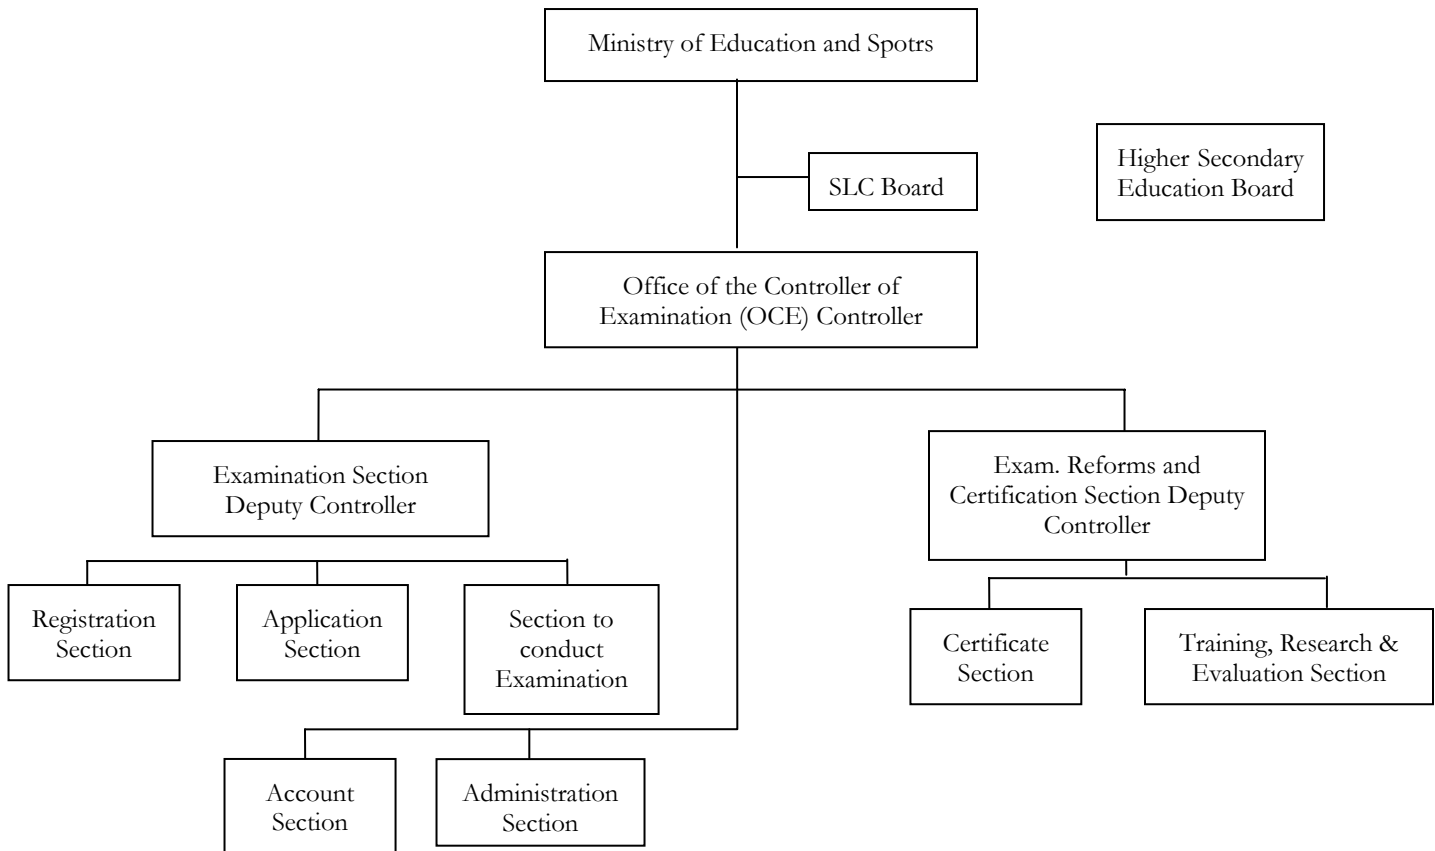 Ministry of Education and Spotrs
Higher Secondary
Education Board
SLC Board
Office of the Controller of
Examination (OCE) Controller
Examination Section
Deputy Controller
Exam. Reforms and
Certification Section Deputy
Controller
Registration
Section
Application
Section
Section to
conduct
Examination
Certificate
Section
Training, Research &
Evaluation Section
Account
Section
Administration
Section